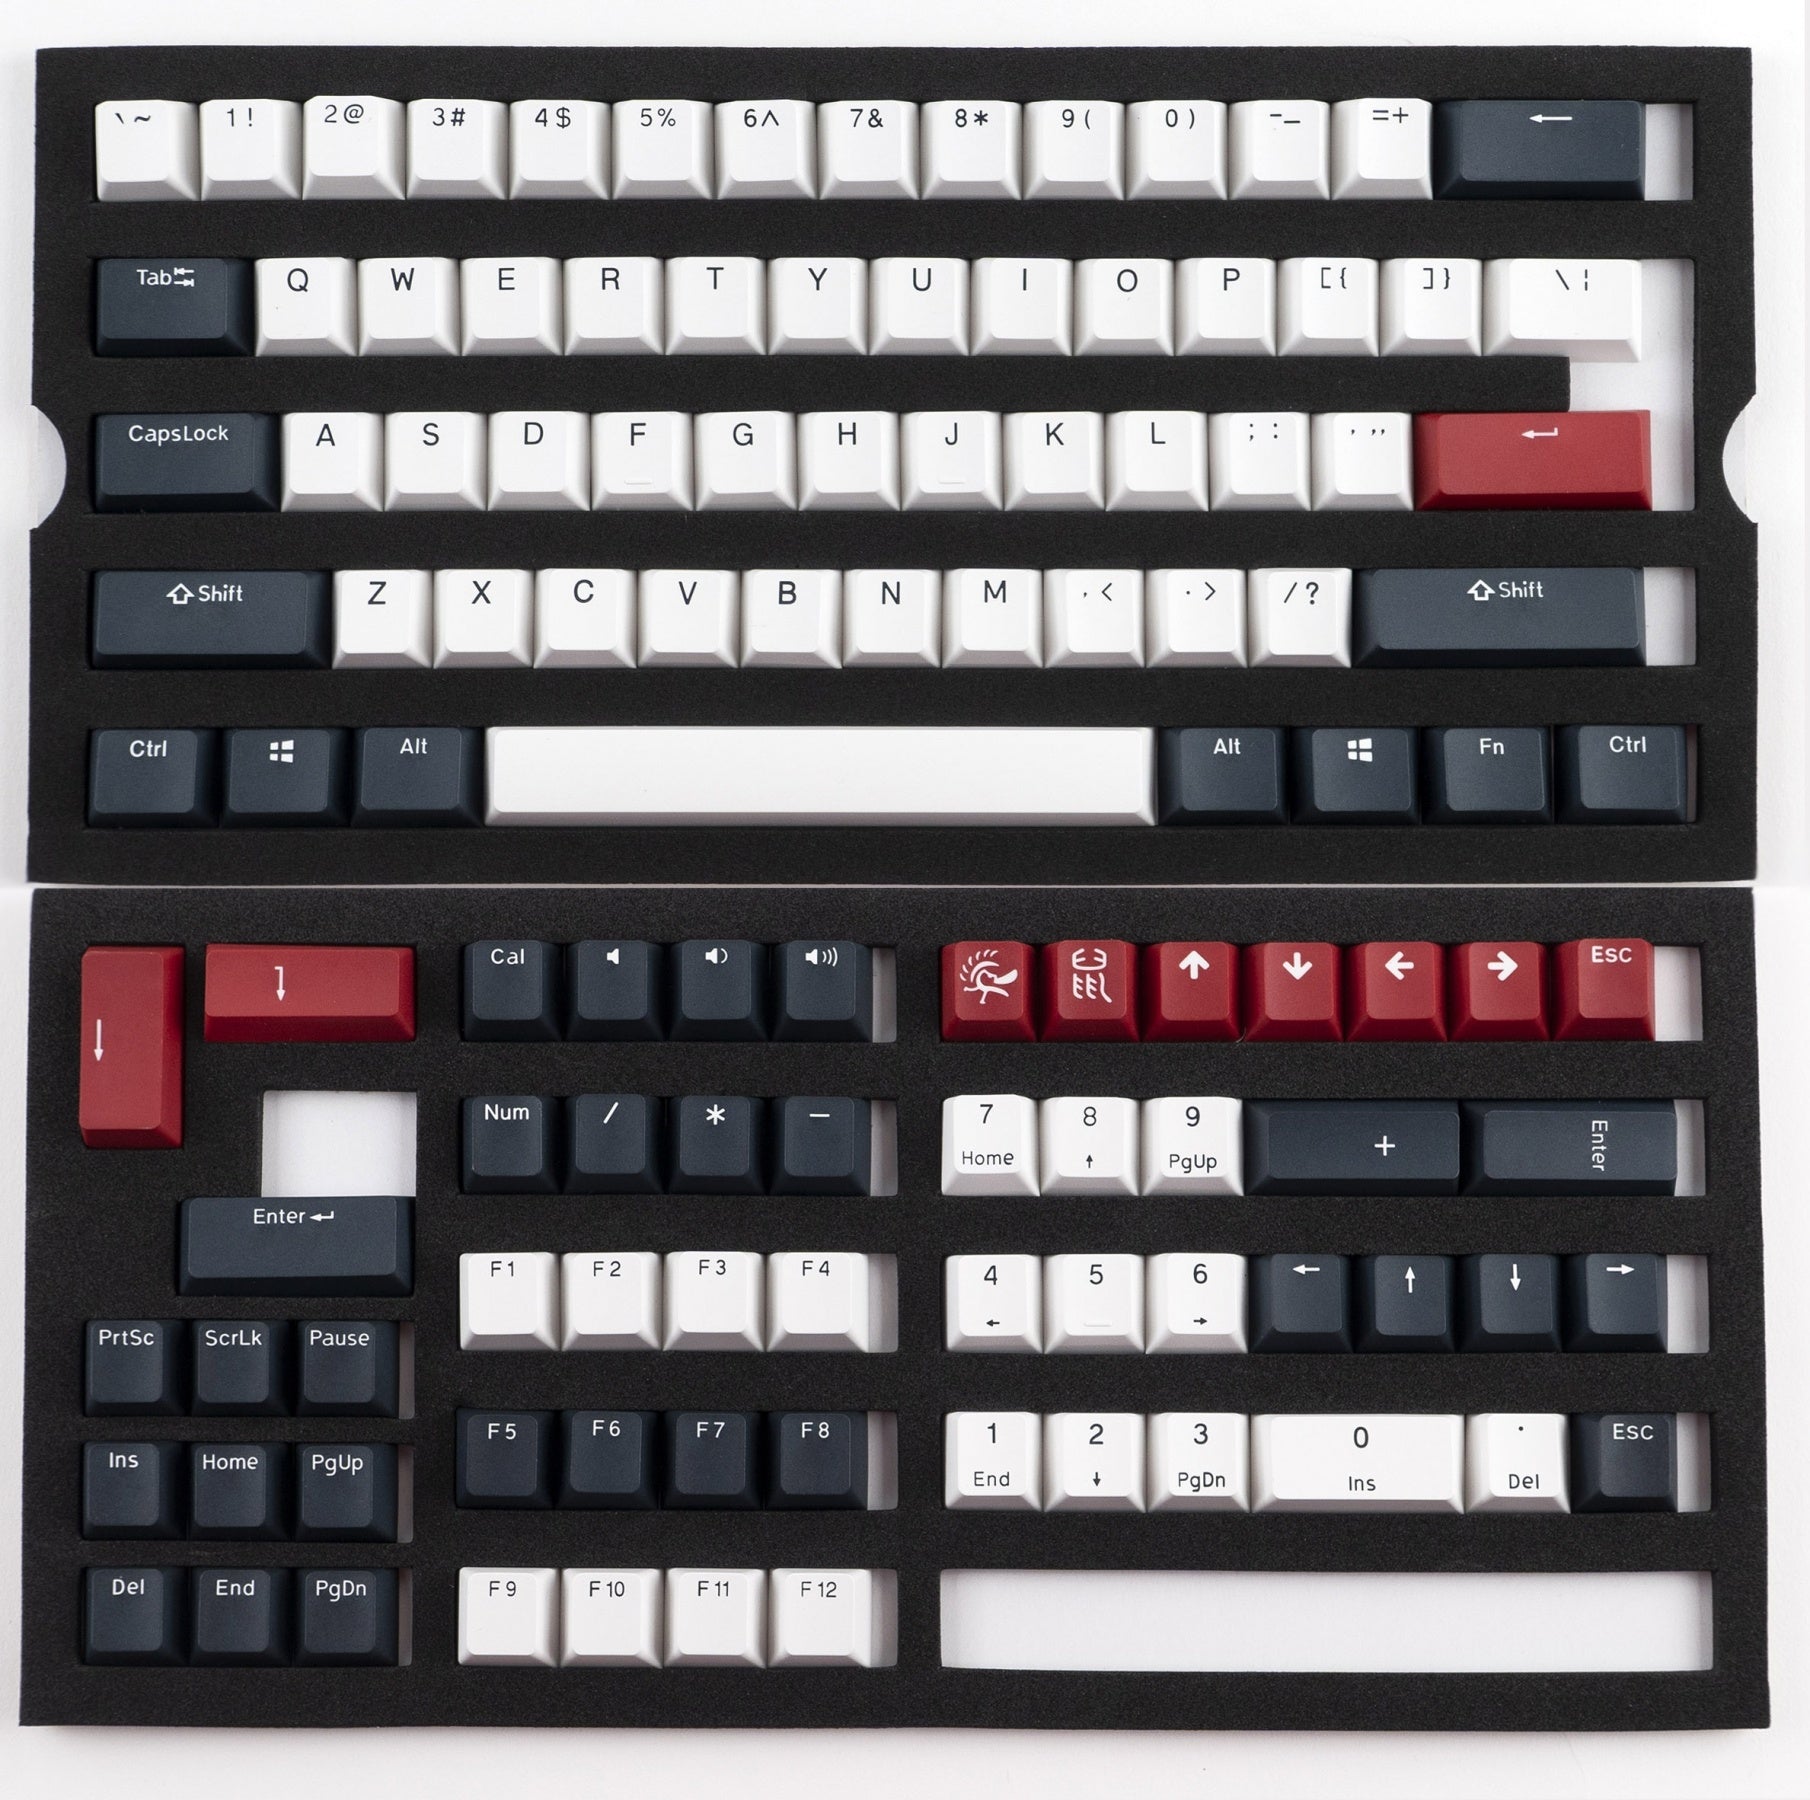 ` ~ 1 ! 2 @ 3 # 4 $ 5 % 6 ^ 7 & 8 * 9 ( 0 ) - _ = + ←
Tab Q W E R T Y U I O P [ { ] } \ ¦
CapsLock A S D F G H J K L ; : ' " ↵
⇧ Shift Z X C V B N M , < . > / ? ⇧ Shift
Ctrl Alt Alt Fn Ctrl
Cal ↑ ↓ ← → Esc
Num / * − 7 8 9 + Enter
Home ↑ PgUp
Enter ↵
F1 F2 F3 F4 4 5 6 ← ↑ ↓ →
← →
PrtSc ScrLk Pause
F5 F6 F7 F8 1 2 3 0 . Esc
Ins Home PgUp
End ↓ PgDn Ins Del
Del End PgDn F9 F10 F11 F12